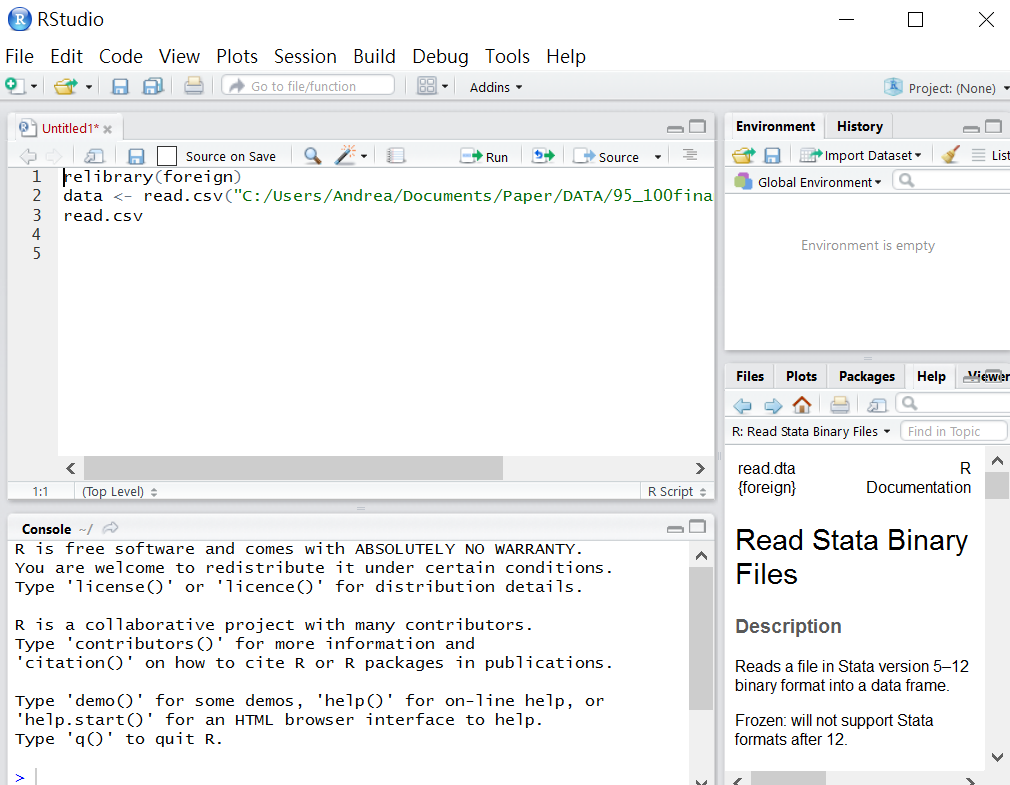 RStudio
File Edit Code View Plots Session Build Debug Tools Help
Go to file/function Addins Project: (None)
Untitled1*
Source on Save Run Source
1 relibrary(foreign)
2 data <- read.csv("C:/Users/Andrea/Documents/Paper/DATA/95_100fina
3 read.csv
4
5
1:1 (Top Level) R Script
Console ~/
R is free software and comes with ABSOLUTELY NO WARRANTY.
You are welcome to redistribute it under certain conditions.
Type 'license()' or 'licence()' for distribution details.
R is a collaborative project with many contributors.
Type 'contributors()' for more information and
'citation()' on how to cite R or R packages in publications.
Type 'demo()' for some demos, 'help()' for on-line help, or
'help.start()' for an HTML browser interface to help.
Type 'q()' to quit R.
>
Environment History
Import Dataset List
Global Environment
Environment is empty
Files Plots Packages Help Viewer
R: Read Stata Binary Files Find in Topic
read.dta R
{foreign} Documentation
Read Stata Binary
Files
Description
Reads a file in Stata version 5–12
binary format into a data frame.
Frozen: will not support Stata
formats after 12.